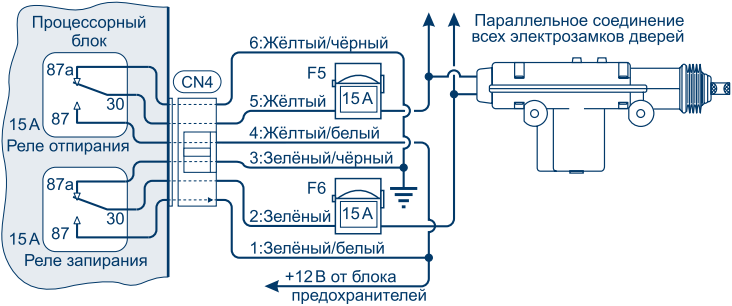 Процессорный
блок
87а
30
87
15 А
Реле отпирания
87а
30
87
15 А
Реле запирания
CN4
6:Жёлтый/чёрный
F5
15 А
5:Жёлтый
4:Жёлтый/белый
3:Зелёный/чёрный
F6
15 А
2:Зелёный
1:Зелёный/белый
+12 В от блока
предохранителей
Параллельное соединение
всех электрозамков дверей